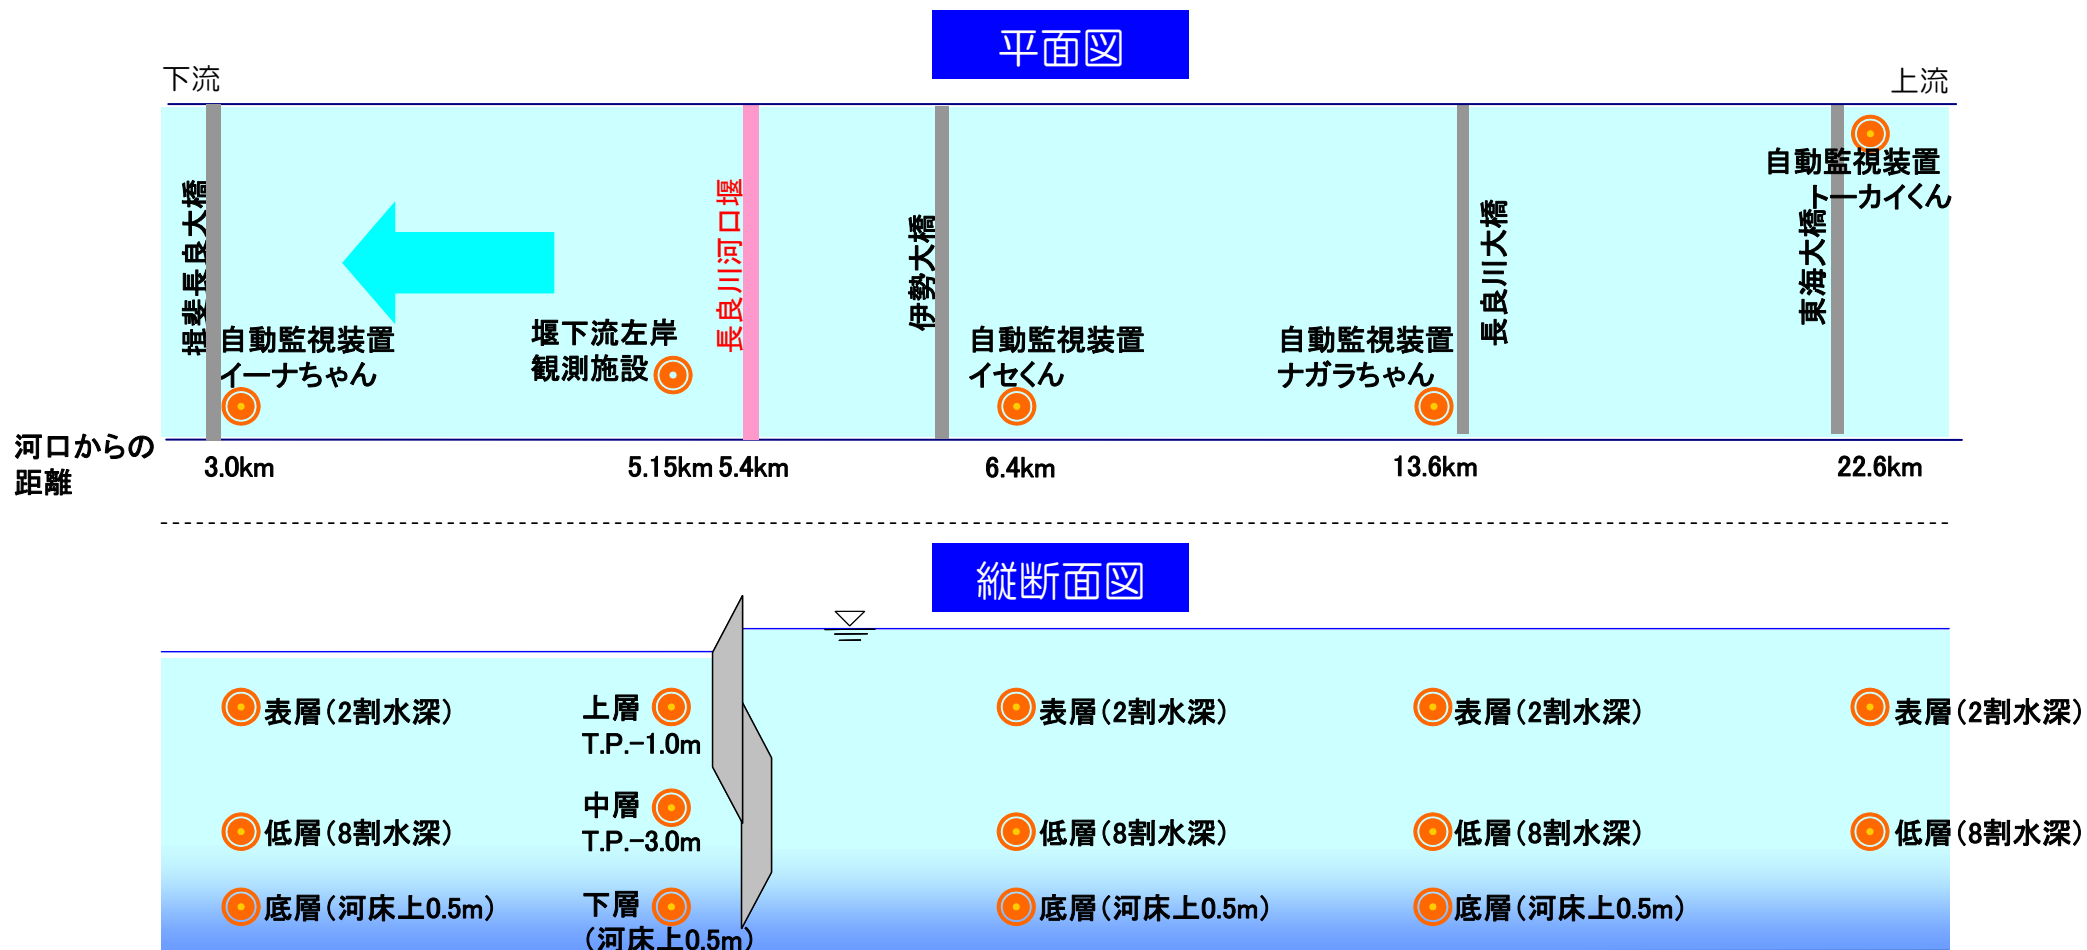 平面図
下流
上流
自動監視装置
トーカイくん
揖斐長良大橋
長良川河口堰
伊勢大橋
長良川大橋
東海大橋
自動監視装置
イーナちゃん
堰下流左岸
観測施設
自動監視装置
イセくん
自動監視装置
ナガラちゃん
河口からの
距離
3.0km
5.15km
5.4km
6.4km
13.6km
22.6km
縦断面図
表層(2割水深)
上層
T.P.-1.0m
表層(2割水深)
表層(2割水深)
表層(2割水深)
低層(8割水深)
中層
T.P.-3.0m
低層(8割水深)
低層(8割水深)
低層(8割水深)
底層(河床上0.5m)
下層
(河床上0.5m)
底層(河床上0.5m)
底層(河床上0.5m)